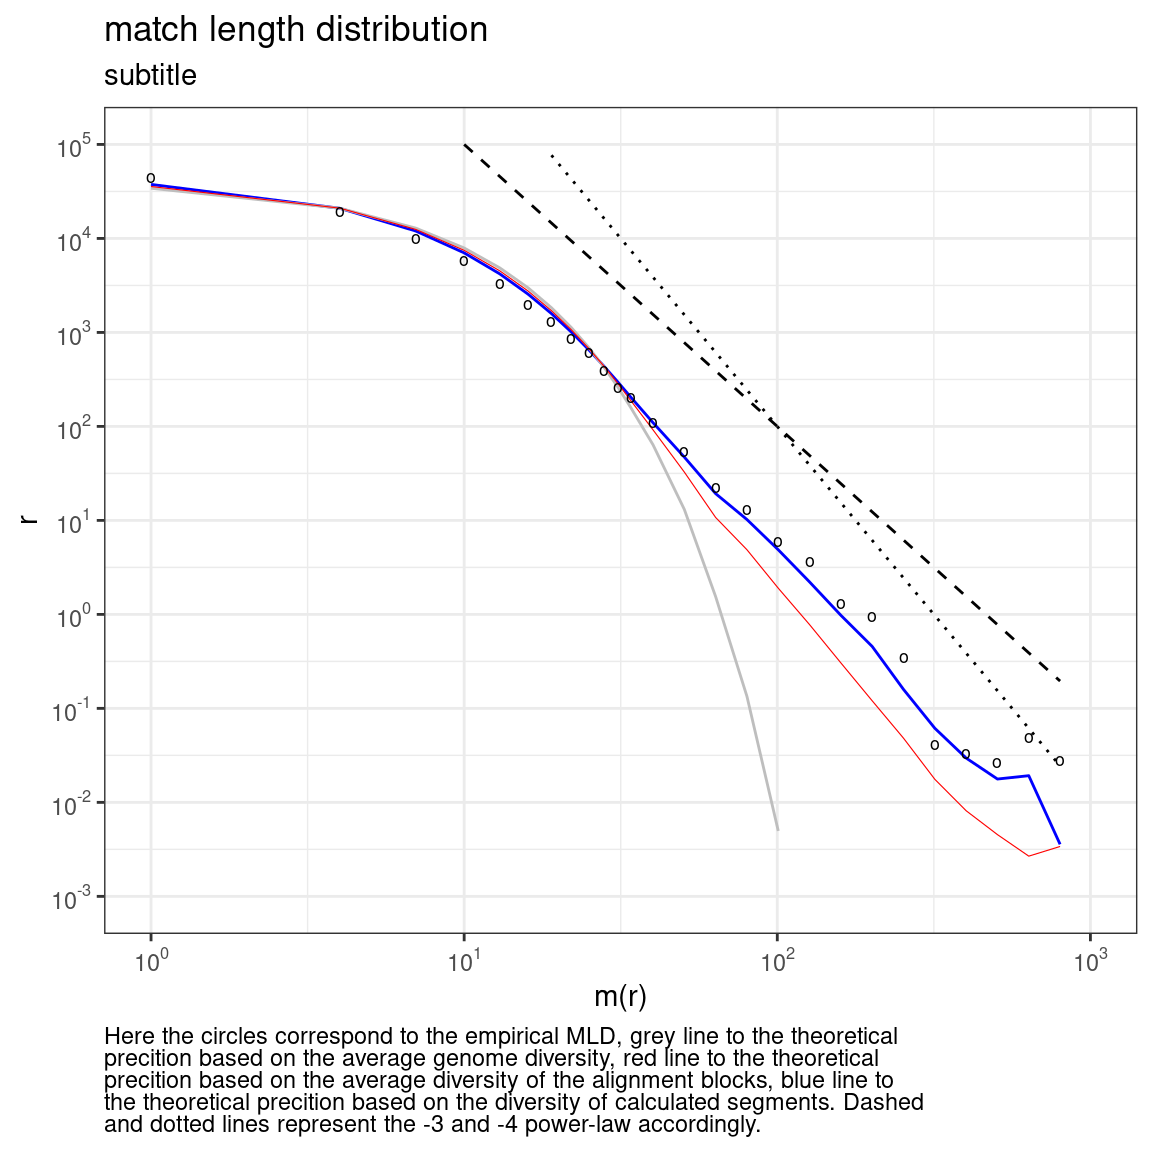 match length distribution
subtitle
10^5
10^4
10^3
10^2
10^1
10^0
10^-1
10^-2
10^-3
r
10^0 10^1 10^2 10^3
m(r)
Here the circles correspond to the empirical MLD, grey line to the theoretical
precition based on the average genome diversity, red line to the theoretical
precition based on the average diversity of the alignment blocks, blue line to
the theoretical precition based on the diversity of calculated segments. Dashed
and dotted lines represent the -3 and -4 power-law accordingly.